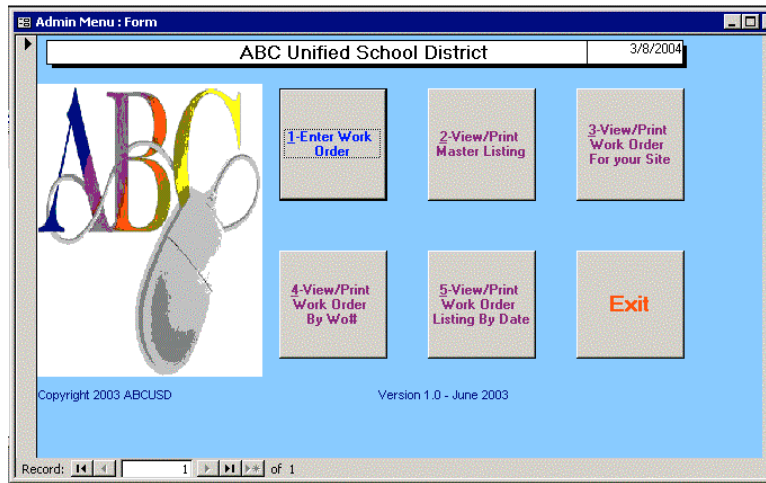 Admin Menu : Form
ABC Unified School District
3/8/2004
ABC
1-Enter Work
Order
2-View/Print
Master Listing
3-View/Print
Work Order
For your Site
4-View/Print
Work Order
By Wo#
5-View/Print
Work Order
Listing By Date
Exit
Copyright 2003 ABCUSD
Version 1.0 - June 2003
Record: 1 of 1